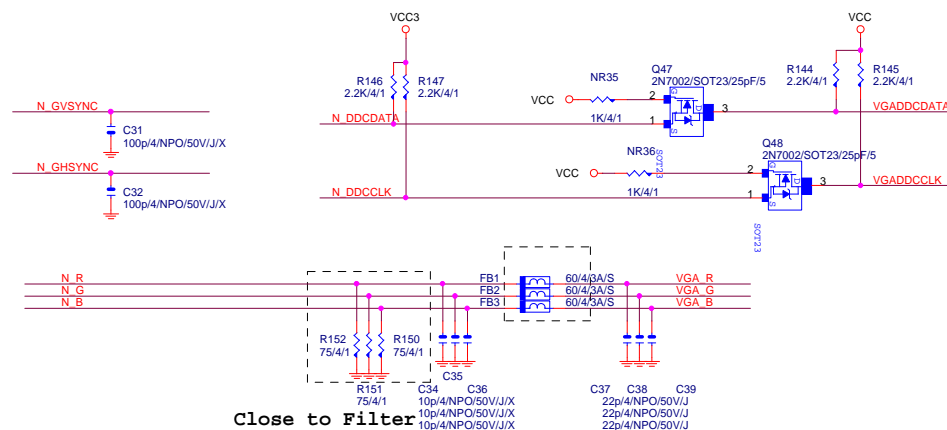 VCC3
VCC
R146
2.2K/4/1
R147
2.2K/4/1
NR35
Q47
2N7002/SOT23/25pF/5
R144
2.2K/4/1
R145
2.2K/4/1
VCC
2
G
D
S
3
1
1K/4/1
N_GVSYNC
N_DDCDATA
VGADDCDATA
C31
100p/4/NPO/50V/J/X
NR36
SOT23
Q48
2N7002/SOT23/25pF/5
N_GHSYNC
VCC
2
G
D
S
3
1
1K/4/1
C32
100p/4/NPO/50V/J/X
N_DDCCLK
VGADDCCLK
SOT23
N_R
FB1
60/4/3A/S
VGA_R
N_G
FB2
60/4/3A/S
VGA_G
N_B
FB3
60/4/3A/S
VGA_B
R152
75/4/1
R150
75/4/1
R151
75/4/1
C35
C34
C36
10p/4/NPO/50V/J/X
10p/4/NPO/50V/J/X
10p/4/NPO/50V/J/X
C37
C38
C39
22p/4/NPO/50V/J
22p/4/NPO/50V/J
22p/4/NPO/50V/J
Close to Filter